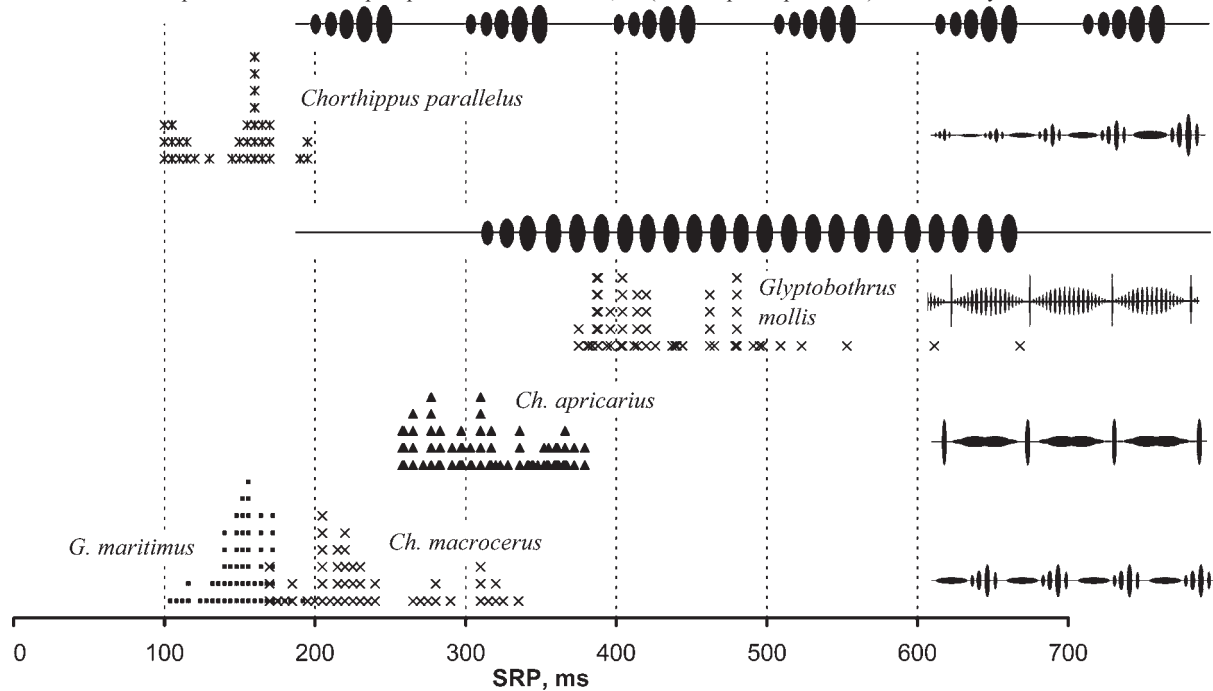 Chorthippus parallelus
Glyptobothrus
mollis
Ch. apricarius
G. maritimus
Ch. macrocerus
0 100 200 300 400 500 600 700
SRP, ms